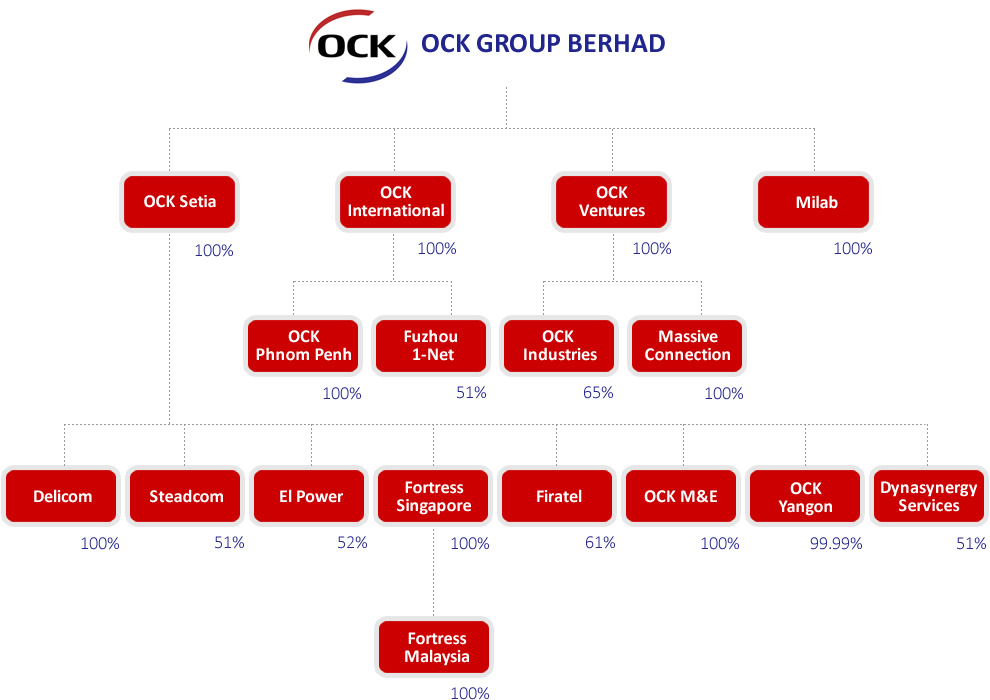 OCK OCK GROUP BERHAD
OCK Setia
OCK
International
OCK
Ventures
Milab
100%
100%
100%
100%
OCK
Phnom Penh
Fuzhou
1-Net
OCK
Industries
Massive
Connection
100%
51%
65%
100%
Delicom
Steadcom
El Power
Fortress
Singapore
Firatel
OCK M&E
OCK
Yangon
Dynasynergy
Services
100%
51%
52%
100%
61%
100%
99.99%
51%
Fortress
Malaysia
100%